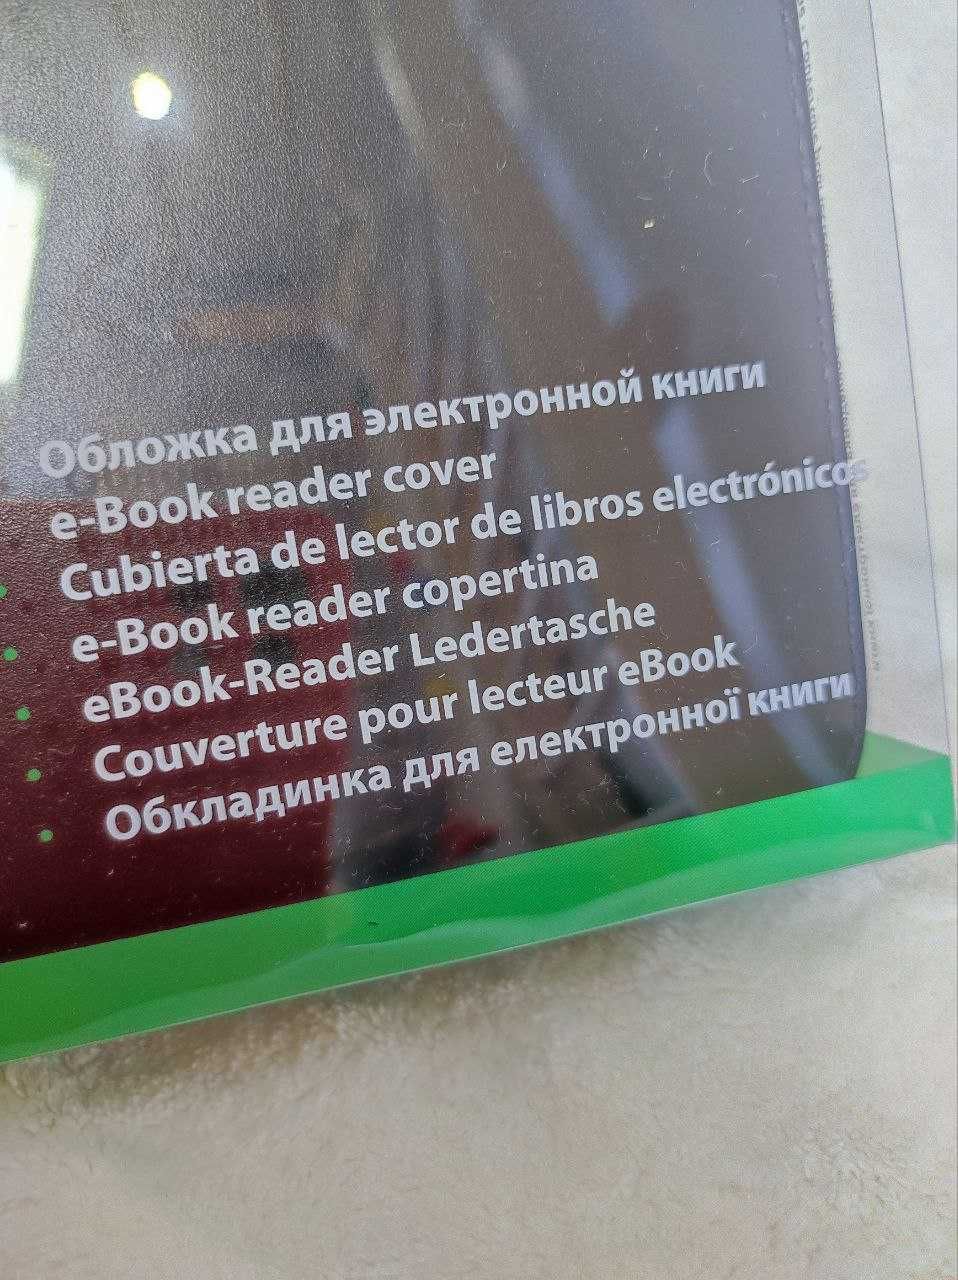 Обложка для электронной книги
e-Book reader cover
Cubierta de lector de libros electrónicos
e-Book reader copertina
eBook-Reader Ledertasche
Couverture pour lecteur eBook
Обкладинка для електронної книги